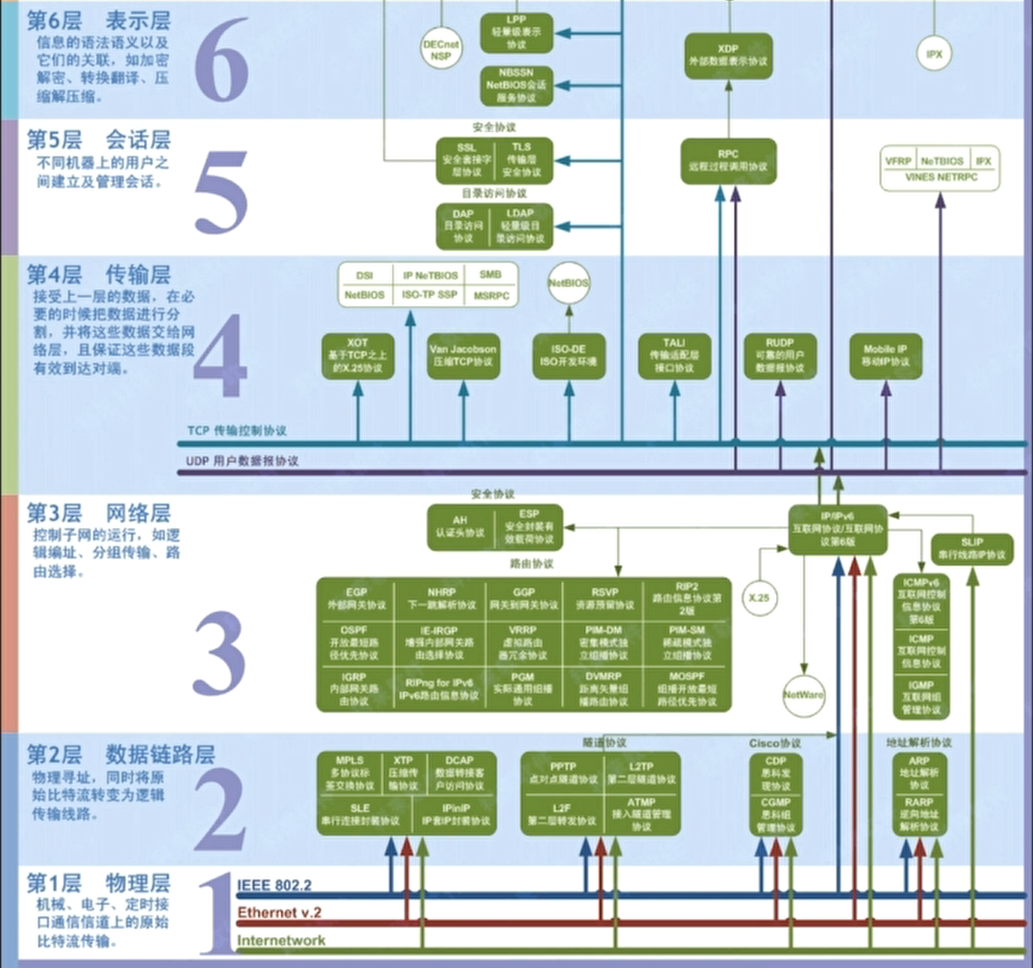 第6层 表示层
信息的语法语义以及
它们的关联，如加密
解密、转换翻译、压
缩解压缩。
6
DECnet
NSP
LPP
轻量级表示
协议
NBSSN
NetBIOS会话
服务协议
XDP
外部数据表示协议
IPX
第5层 会话层
不同机器上的用户之
间建立及管理会话。
5
安全协议
SSL
安全套接字
层协议
TLS
传输层
安全协议
目录访问协议
DAP
目录访问
协议
LDAP
轻量级目
录访问协议
RPC
远程过程调用协议
VFRP NeTBIOS IPX
VINES NETRPC
第4层 传输层
接受上一层的数据，在必
要的时候把数据进行分
割，并将这些数据交给网
络层，且保证这些数据段
有效到达对端。
4
DSI IP NeTBIOS SMB
NetBIOS ISO-TP SSP MSRPC
NetBIOS
XOT
基于TCP之上
的X.25协议
Van Jacobson
压缩TCP协议
ISO-DE
ISO开发环境
TALI
传输适配层
接口协议
RUDP
可靠的用户
数据报协议
Mobile IP
移动IP协议
TCP 传输控制协议
UDP 用户数据报协议
第3层 网络层
控制子网的运行，如逻
辑编址、分组传输、路
由选择。
3
安全协议
AH
认证头协议
ESP
安全封装有
效载荷协议
IP/IPv6
互联网协议/互联网协
议第6版
SLIP
串行线路IP协议
路由协议
EGP
外部网关协议
NHRP
下一跳解析协议
GGP
网关到网关协议
RSVP
资源预留协议
RIP2
路由信息协议第
2版
OSPF
开放最短路
径优先协议
IE-IRGP
增强内部网关路
由选择协议
VRRP
虚拟路由
器冗余协议
PIM-DM
密集模式独
立组播协议
PIM-SM
稀疏模式独
立组播协议
IGRP
内部网关路
由协议
RIPng for IPv6
IPv6路由信息协议
PGM
实际通用组播
协议
DVMRP
距离矢量组
播路由协议
MOSPF
组播开放最短
路径优先协议
X.25
NetWare
ICMPv6
互联网控制
信息协议
第6版
ICMP
互联网控制
信息协议
IGMP
互联网组
管理协议
第2层 数据链路层
物理寻址，同时将原
始比特流转变为逻辑
传输线路。
2
MPLS
多协议标
签交换协议
XTP
压缩传
输协议
DCAP
数据转接客
户访问协议
SLE
串行连接封装协议
IPinIP
IP套IP封装协议
隧道协议
PPTP
点对点隧道协议
L2TP
第二层隧道协议
L2F
第二层转发协议
ATMP
接入隧道管理
协议
Cisco协议
CDP
思科发
现协议
CGMP
思科组
管理协议
地址解析协议
ARP
地址解析
协议
RARP
逆向地址
解析协议
第1层 物理层
机械、电子、定时接
口通信信道上的原始
比特流传输。
1
IEEE 802.2
Ethernet v.2
Internetwork